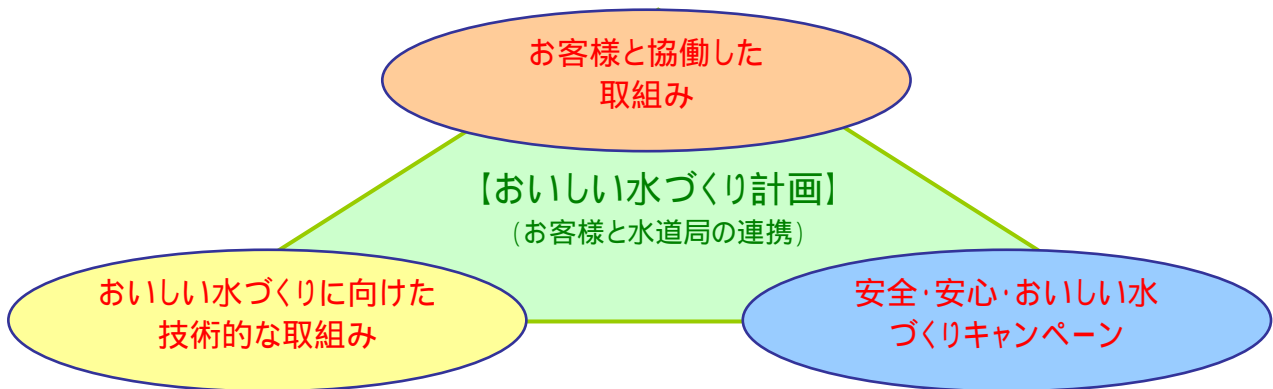 お客様と協働した
取組み
【おいしい水づくり計画】
(お客様と水道局の連携)
おいしい水づくりに向けた
技術的な取組み
安全・安心・おいしい水
づくりキャンペーン